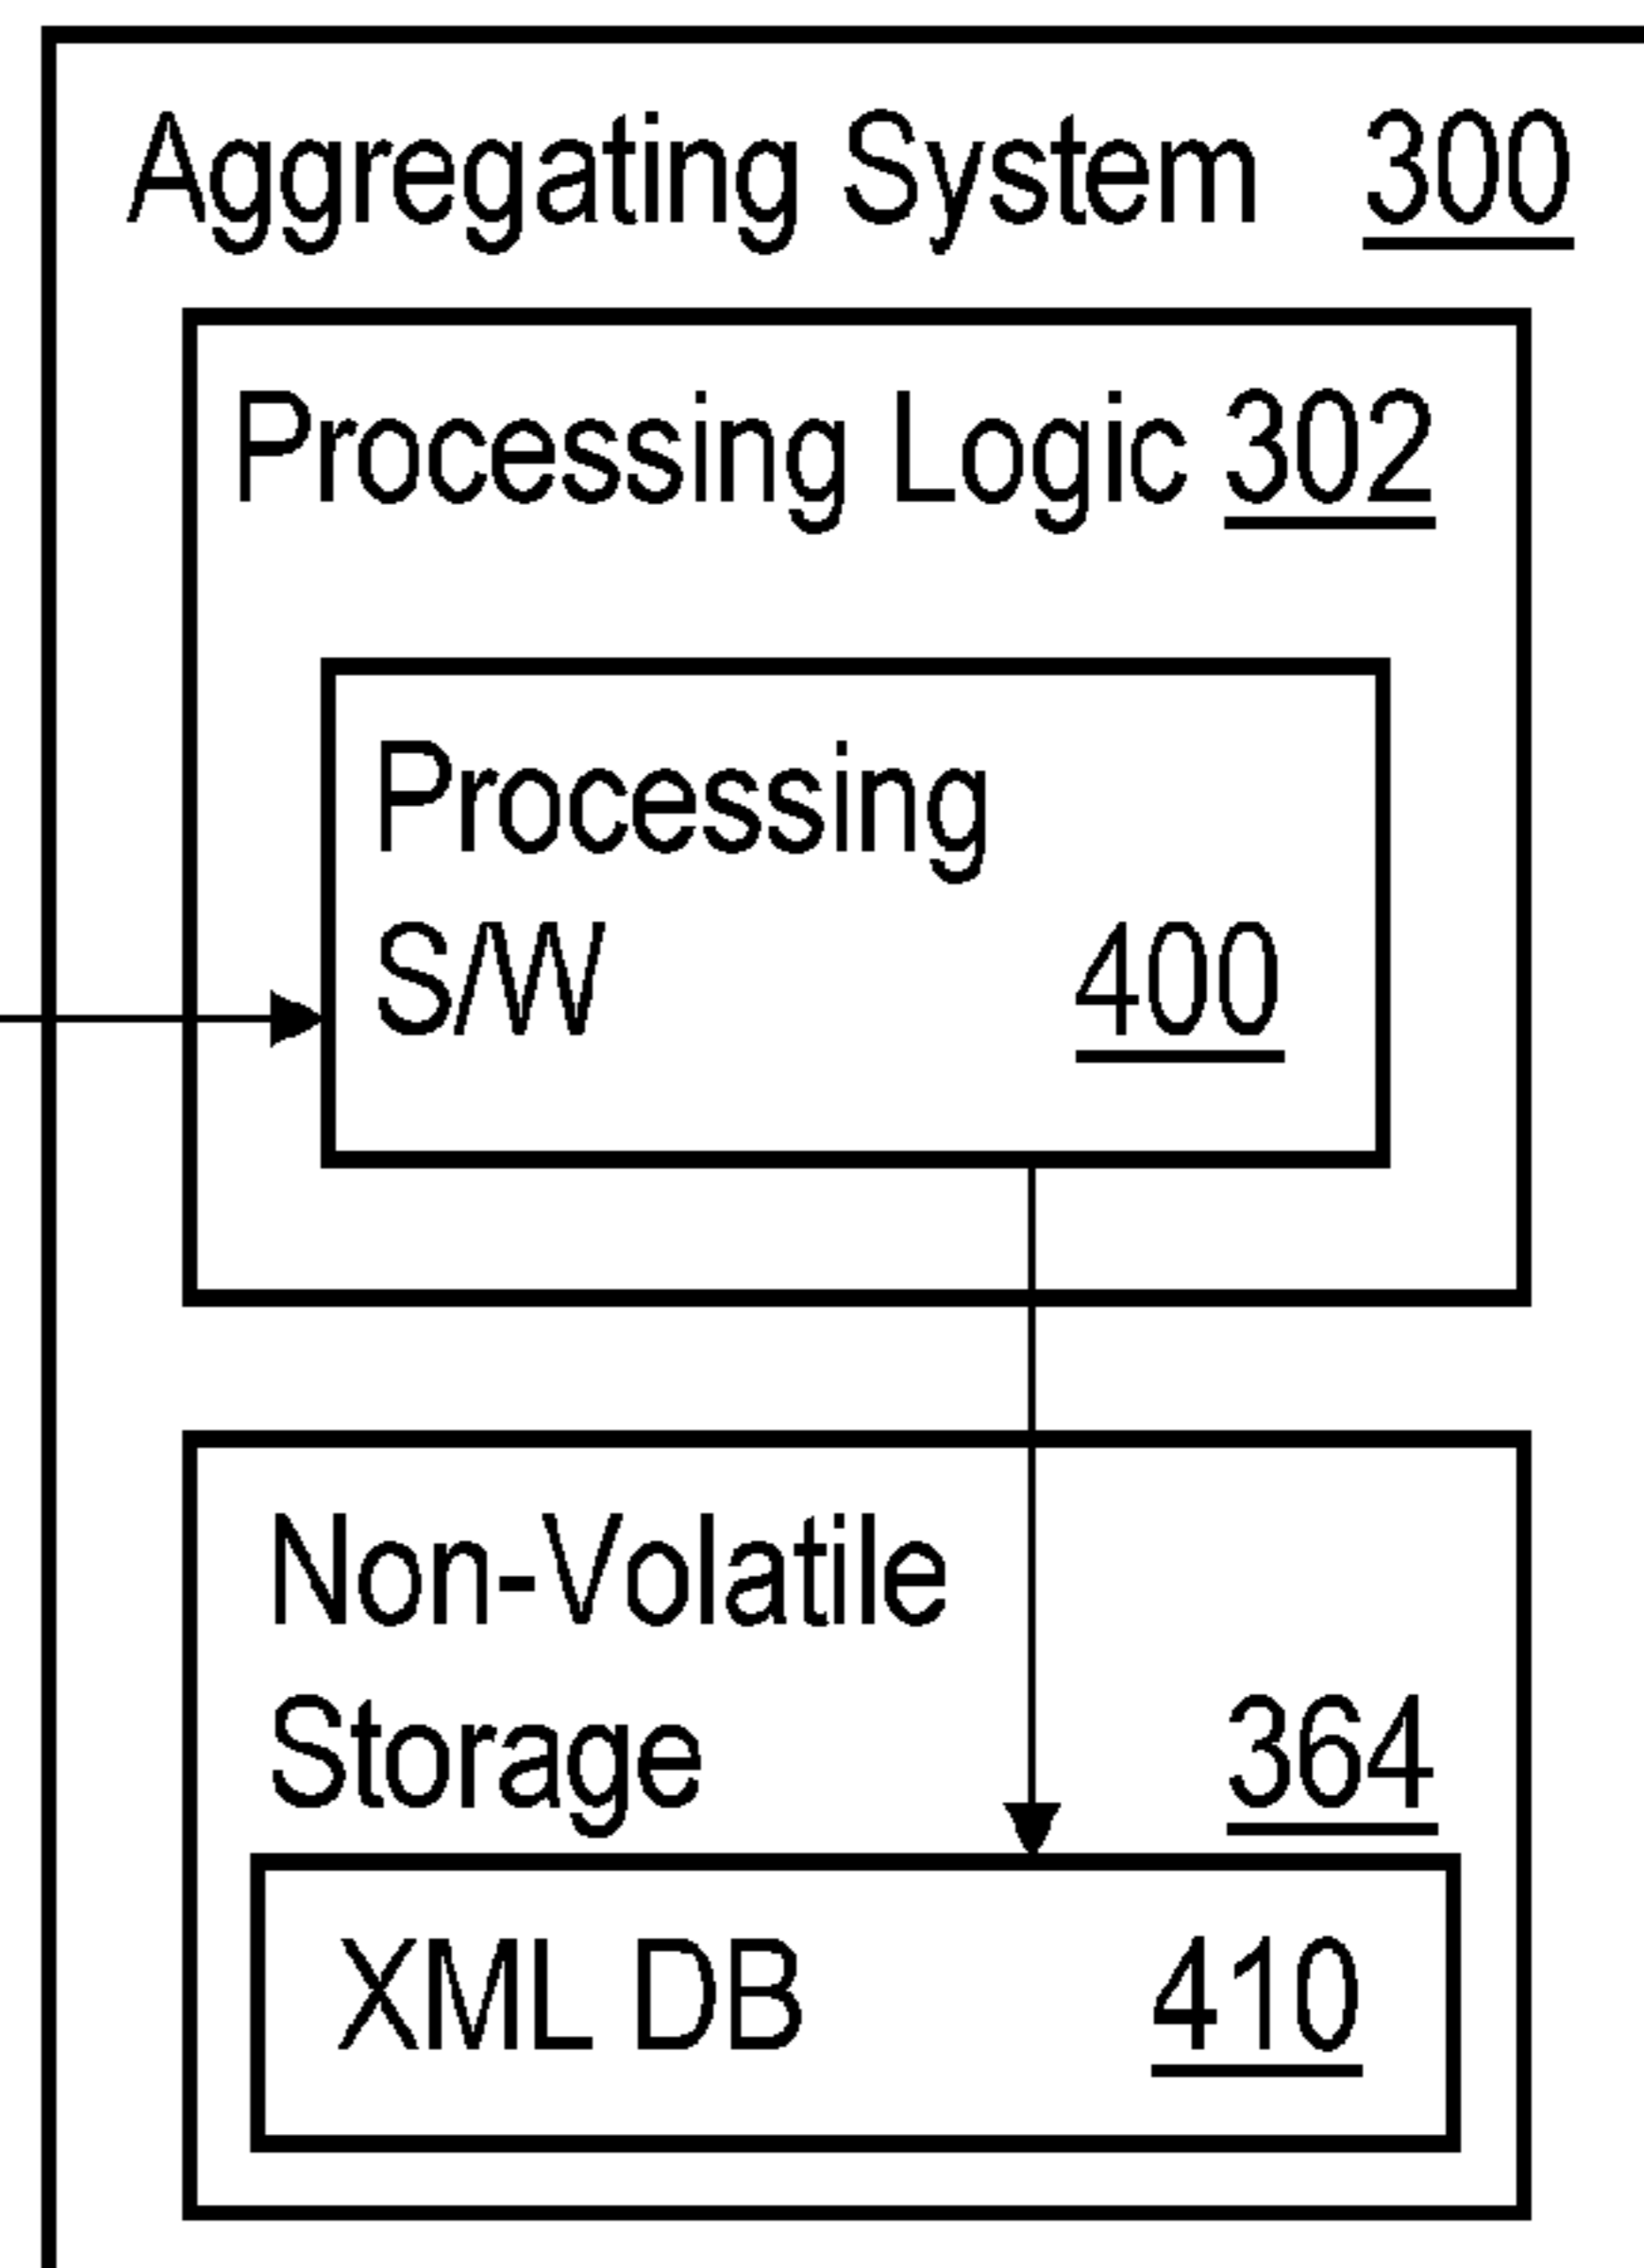 Aggregating System 300
Processing Logic 302
Processing
S/W 400
Non-Volatile
Storage 364
XML DB 410